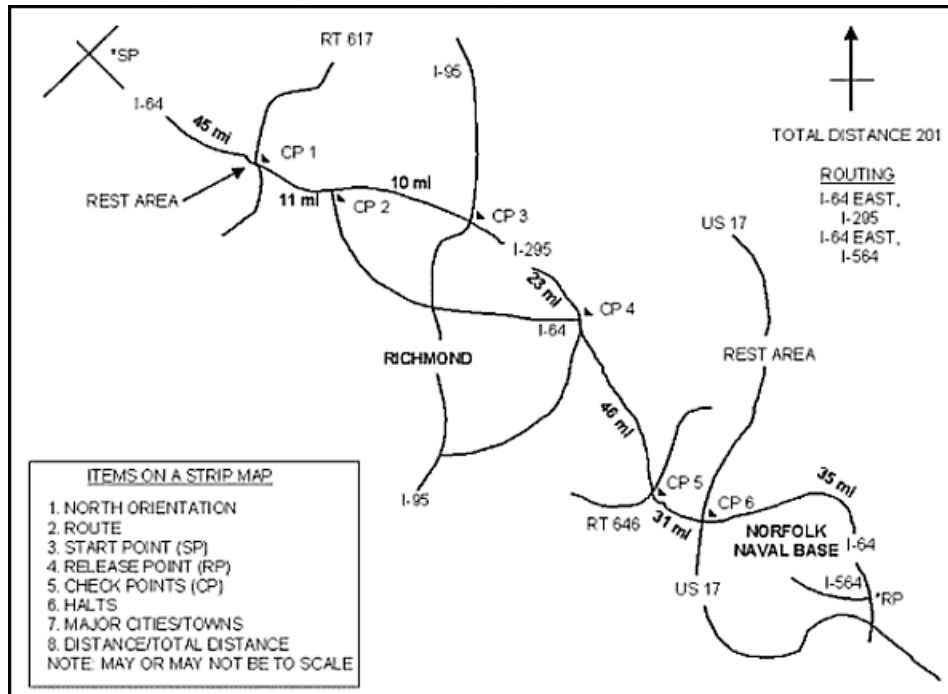 *SP
RT 617
I-95
I-64
45 mi
CP 1
REST AREA
11 mi
CP 2
10 mi
CP 3
I-295
TOTAL DISTANCE 201
ROUTING
I-64 EAST,
I-295
I-64 EAST,
I-564
US 17
23 mi
CP 4
I-64
RICHMOND
REST AREA
46 mi
I-95
CP 5
RT 646
31 mi
CP 6
35 mi
NORFOLK
NAVAL BASE
I-64
US 17
I-564
*RP
ITEMS ON A STRIP MAP
1. NORTH ORIENTATION
2. ROUTE
3. START POINT (SP)
4. RELEASE POINT (RP)
5. CHECK POINTS (CP)
6. HALTS
7. MAJOR CITIES/TOWNS
8. DISTANCE/TOTAL DISTANCE
NOTE: MAY OR MAY NOT BE TO SCALE